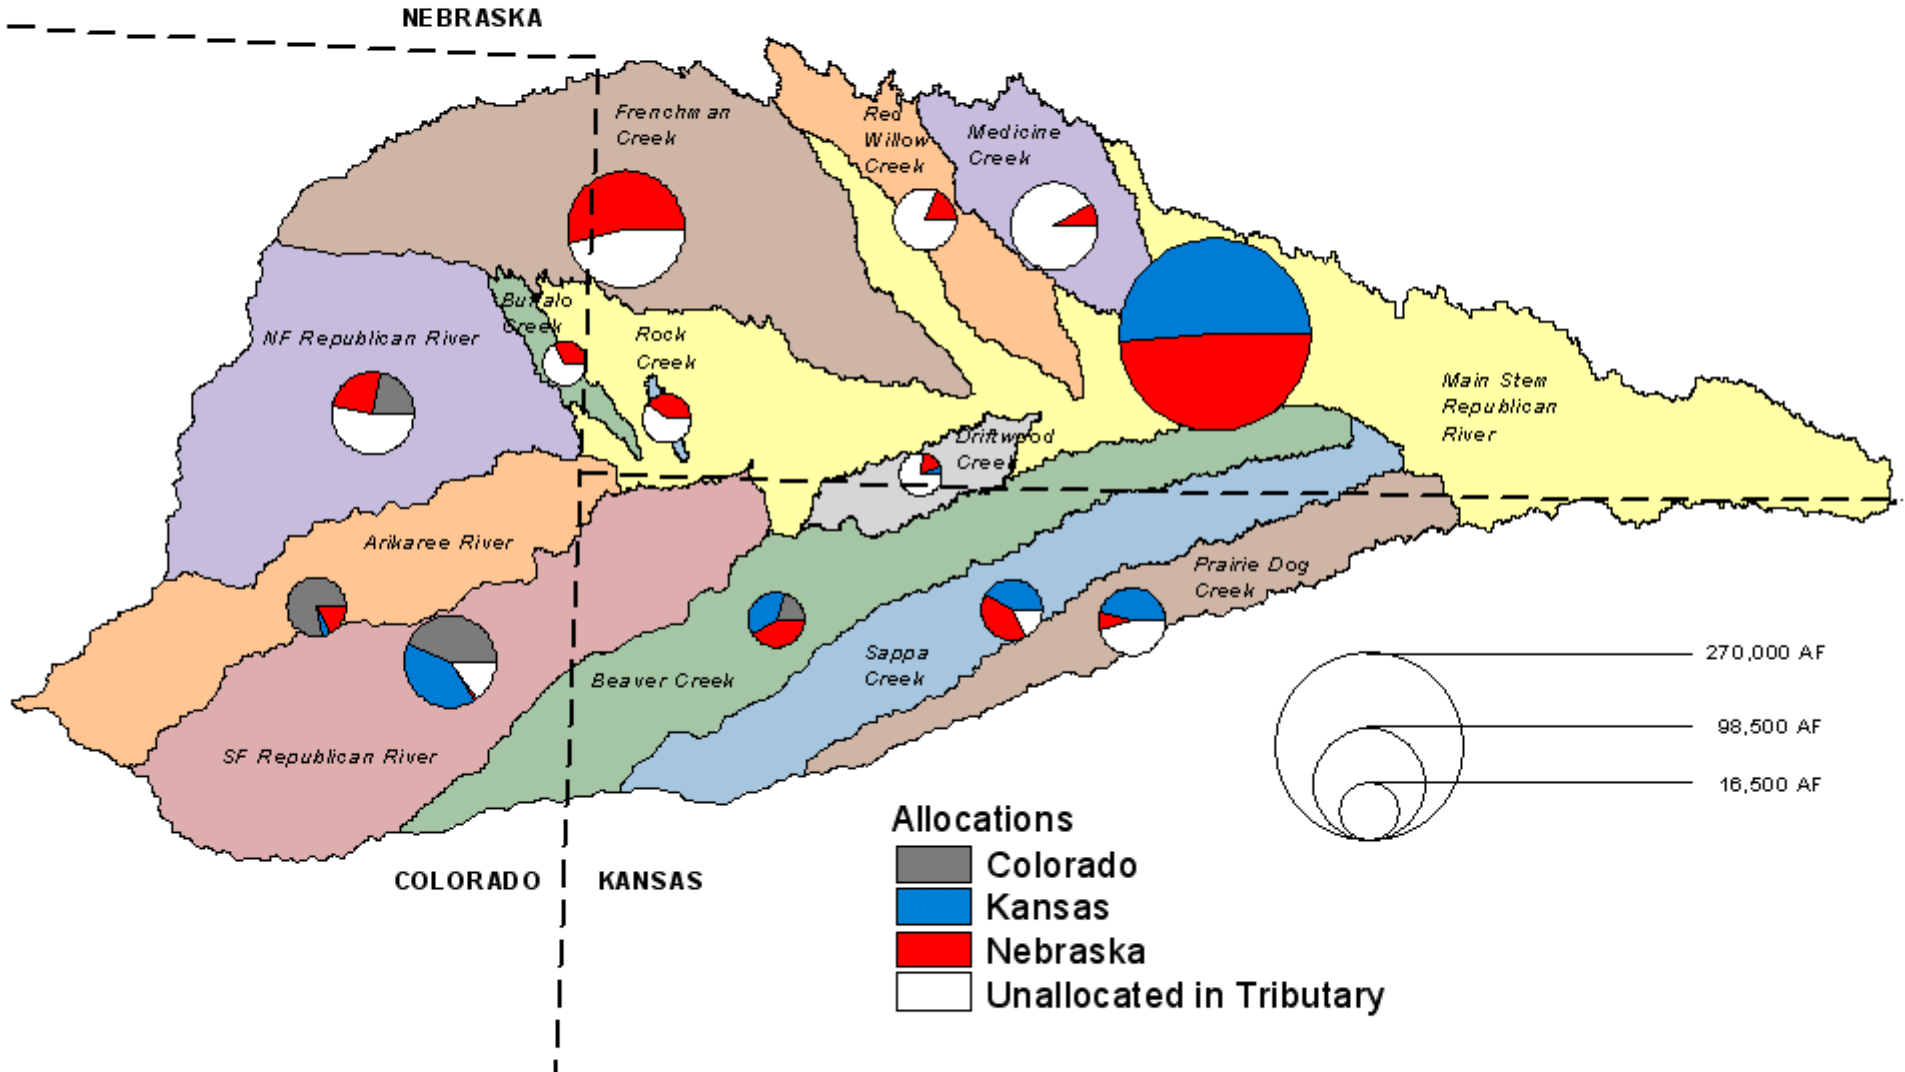 NEBRASKA
Frenchman
Creek
Red
Willow
Creek
Medicine
Creek
Buffalo
Creek
NF Republican River
Rock
Creek
Main Stem
Republican
River
Driftwood
Creek
Arikaree River
Prairie Dog
Creek
Sappa
Creek
Beaver Creek
SF Republican River
270,000 AF
98,500 AF
16,500 AF
COLORADO
KANSAS
Allocations
Colorado
Kansas
Nebraska
Unallocated in Tributary